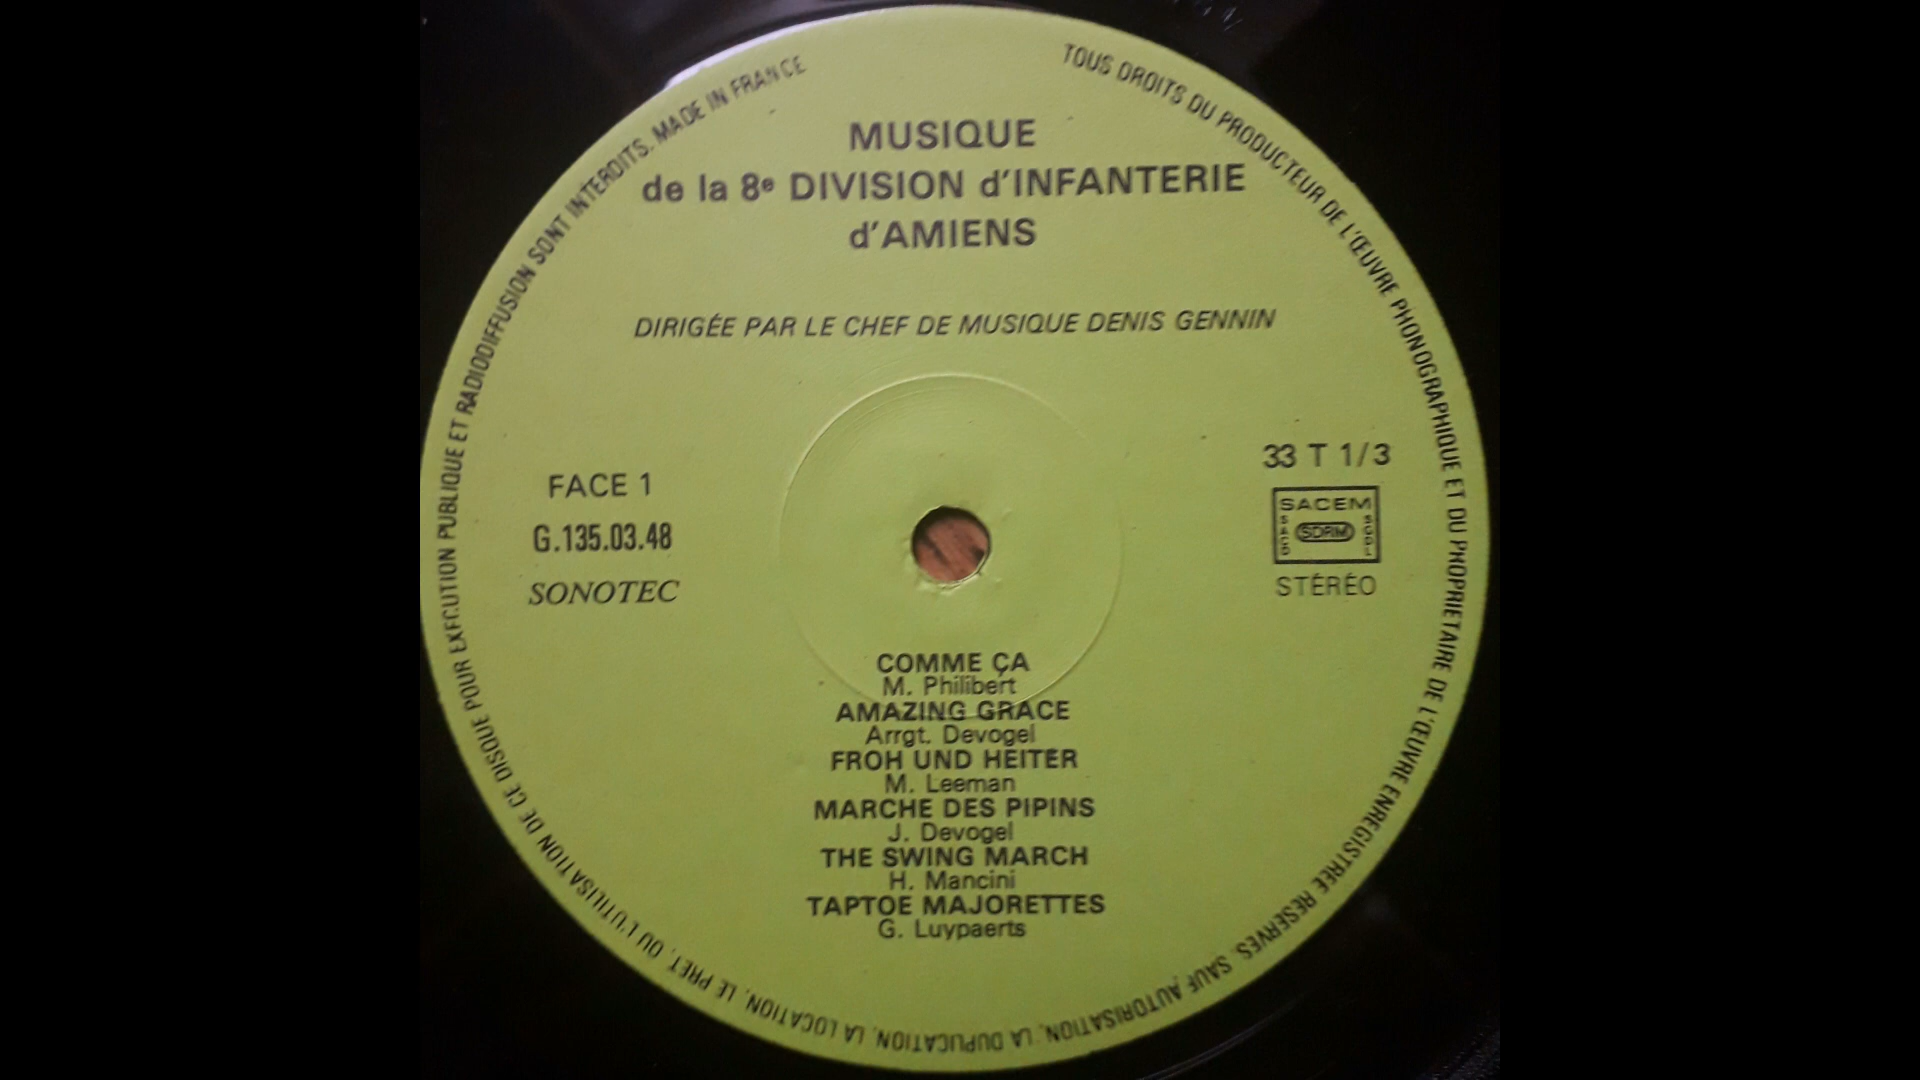 MUSIQUE
de la 8e DIVISION d'INFANTERIE
d'AMIENS
DIRIGÉE PAR LE CHEF DE MUSIQUE DENIS GENNIN
FACE 1
G.135.03.48
SONOTEC
33 T 1/3
SACEM
SACD SDRM SGDL
STÉRÉO
COMME ÇA
M. Philibert
AMAZING GRACE
Arrgt. Devogel
FROH UND HEITER
M. Leeman
MARCHE DES PIPINS
J. Devogel
THE SWING MARCH
H. Mancini
TAPTOE MAJORETTES
G. Luypaerts
TOUS DROITS DU PRODUCTEUR DE L'ŒUVRE PHONOGRAPHIQUE ET DU PROPRIETAIRE DE L'ŒUVRE ENREGISTREE RESERVES. SAUF AUTORISATION, LA DUPLICATION, LA LOCATION, LE PRET, OU L'UTILISATION DE CE DISQUE POUR EXECUTION PUBLIQUE ET RADIODIFFUSION SONT INTERDITS. MADE IN FRANCE